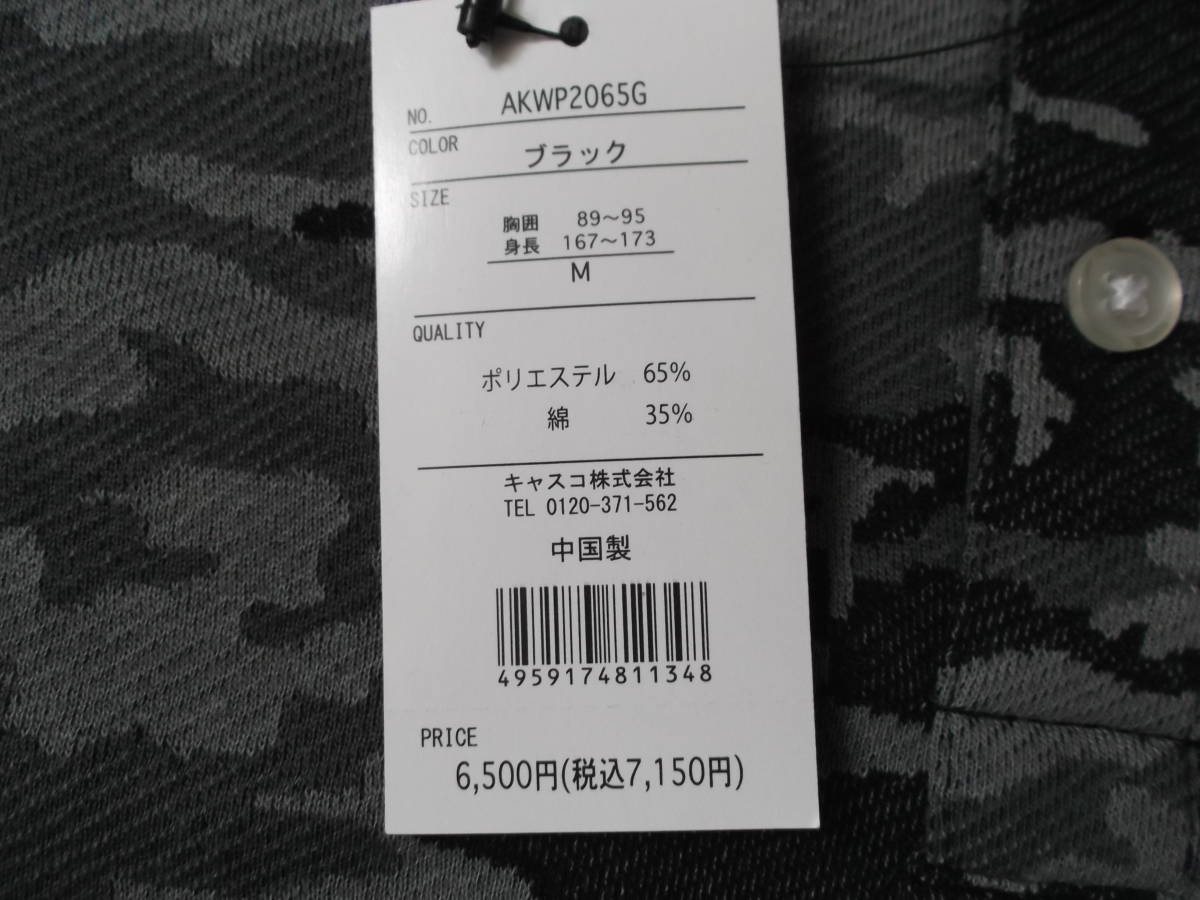 NO. AKWP2065G
COLOR ブラック
SIZE
胸囲 89～95
身長 167～173
M
QUALITY
ポリエステル 65%
綿 35%
キャスコ株式会社
TEL 0120-371-562
中国製
4959174811348
PRICE
6,500円(税込7,150円)